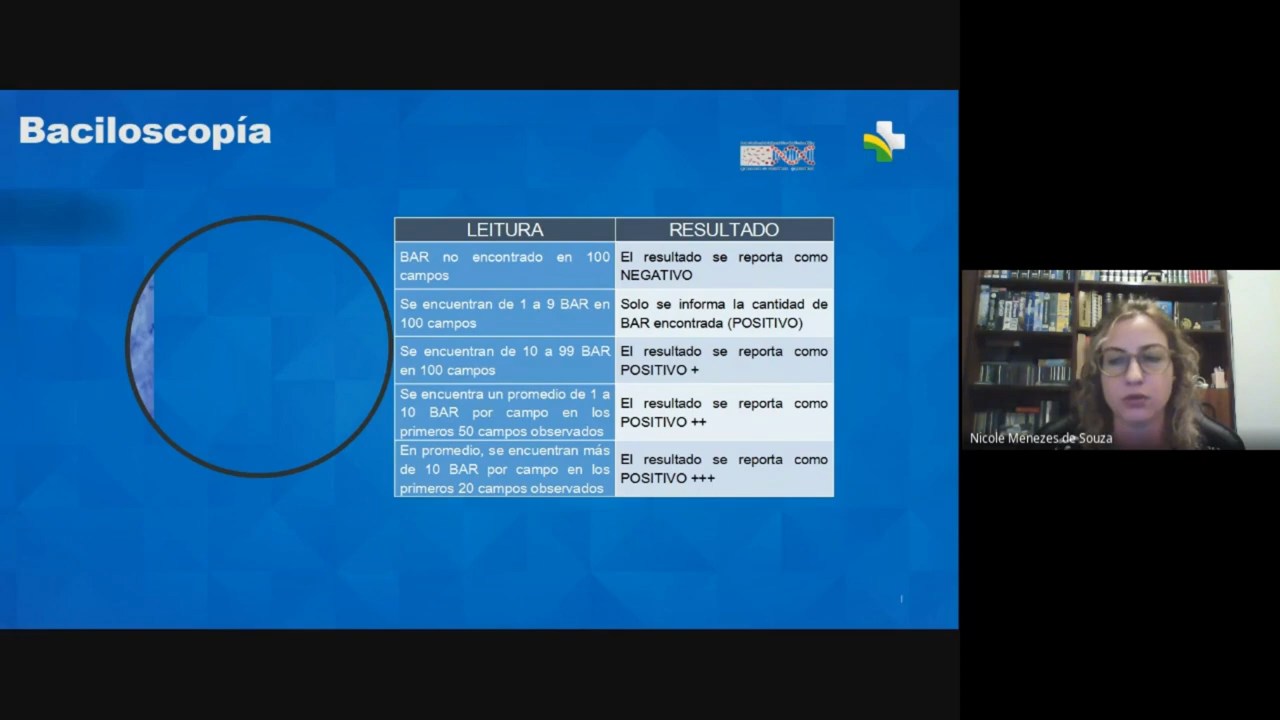 Baciloscopía
LEITURA
RESULTADO
BAR no encontrado en 100
campos
El resultado se reporta como
NEGATIVO
Se encuentran de 1 a 9 BAR en
100 campos
Solo se informa la cantidad de
BAR encontrada (POSITIVO)
Se encuentran de 10 a 99 BAR
en 100 campos
El resultado se reporta como
POSITIVO +
Se encuentra un promedio de 1 a
10 BAR por campo en los
primeros 50 campos observados
El resultado se reporta como
POSITIVO ++
En promedio, se encuentran más
de 10 BAR por campo en los
primeros 20 campos observados
El resultado se reporta como
POSITIVO +++
Nicole Menezes de Souza